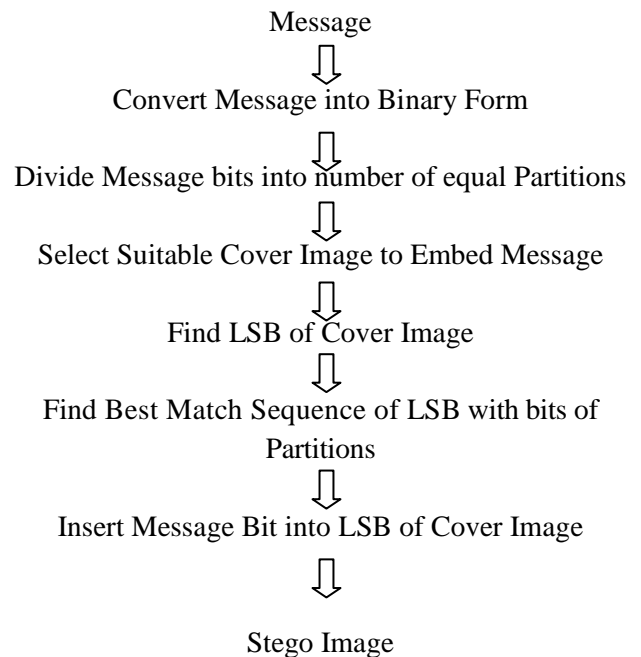 Message
Convert Message into Binary Form
Divide Message bits into number of equal Partitions
Select Suitable Cover Image to Embed Message
Find LSB of Cover Image
Find Best Match Sequence of LSB with bits of
Partitions
Insert Message Bit into LSB of Cover Image
Stego Image